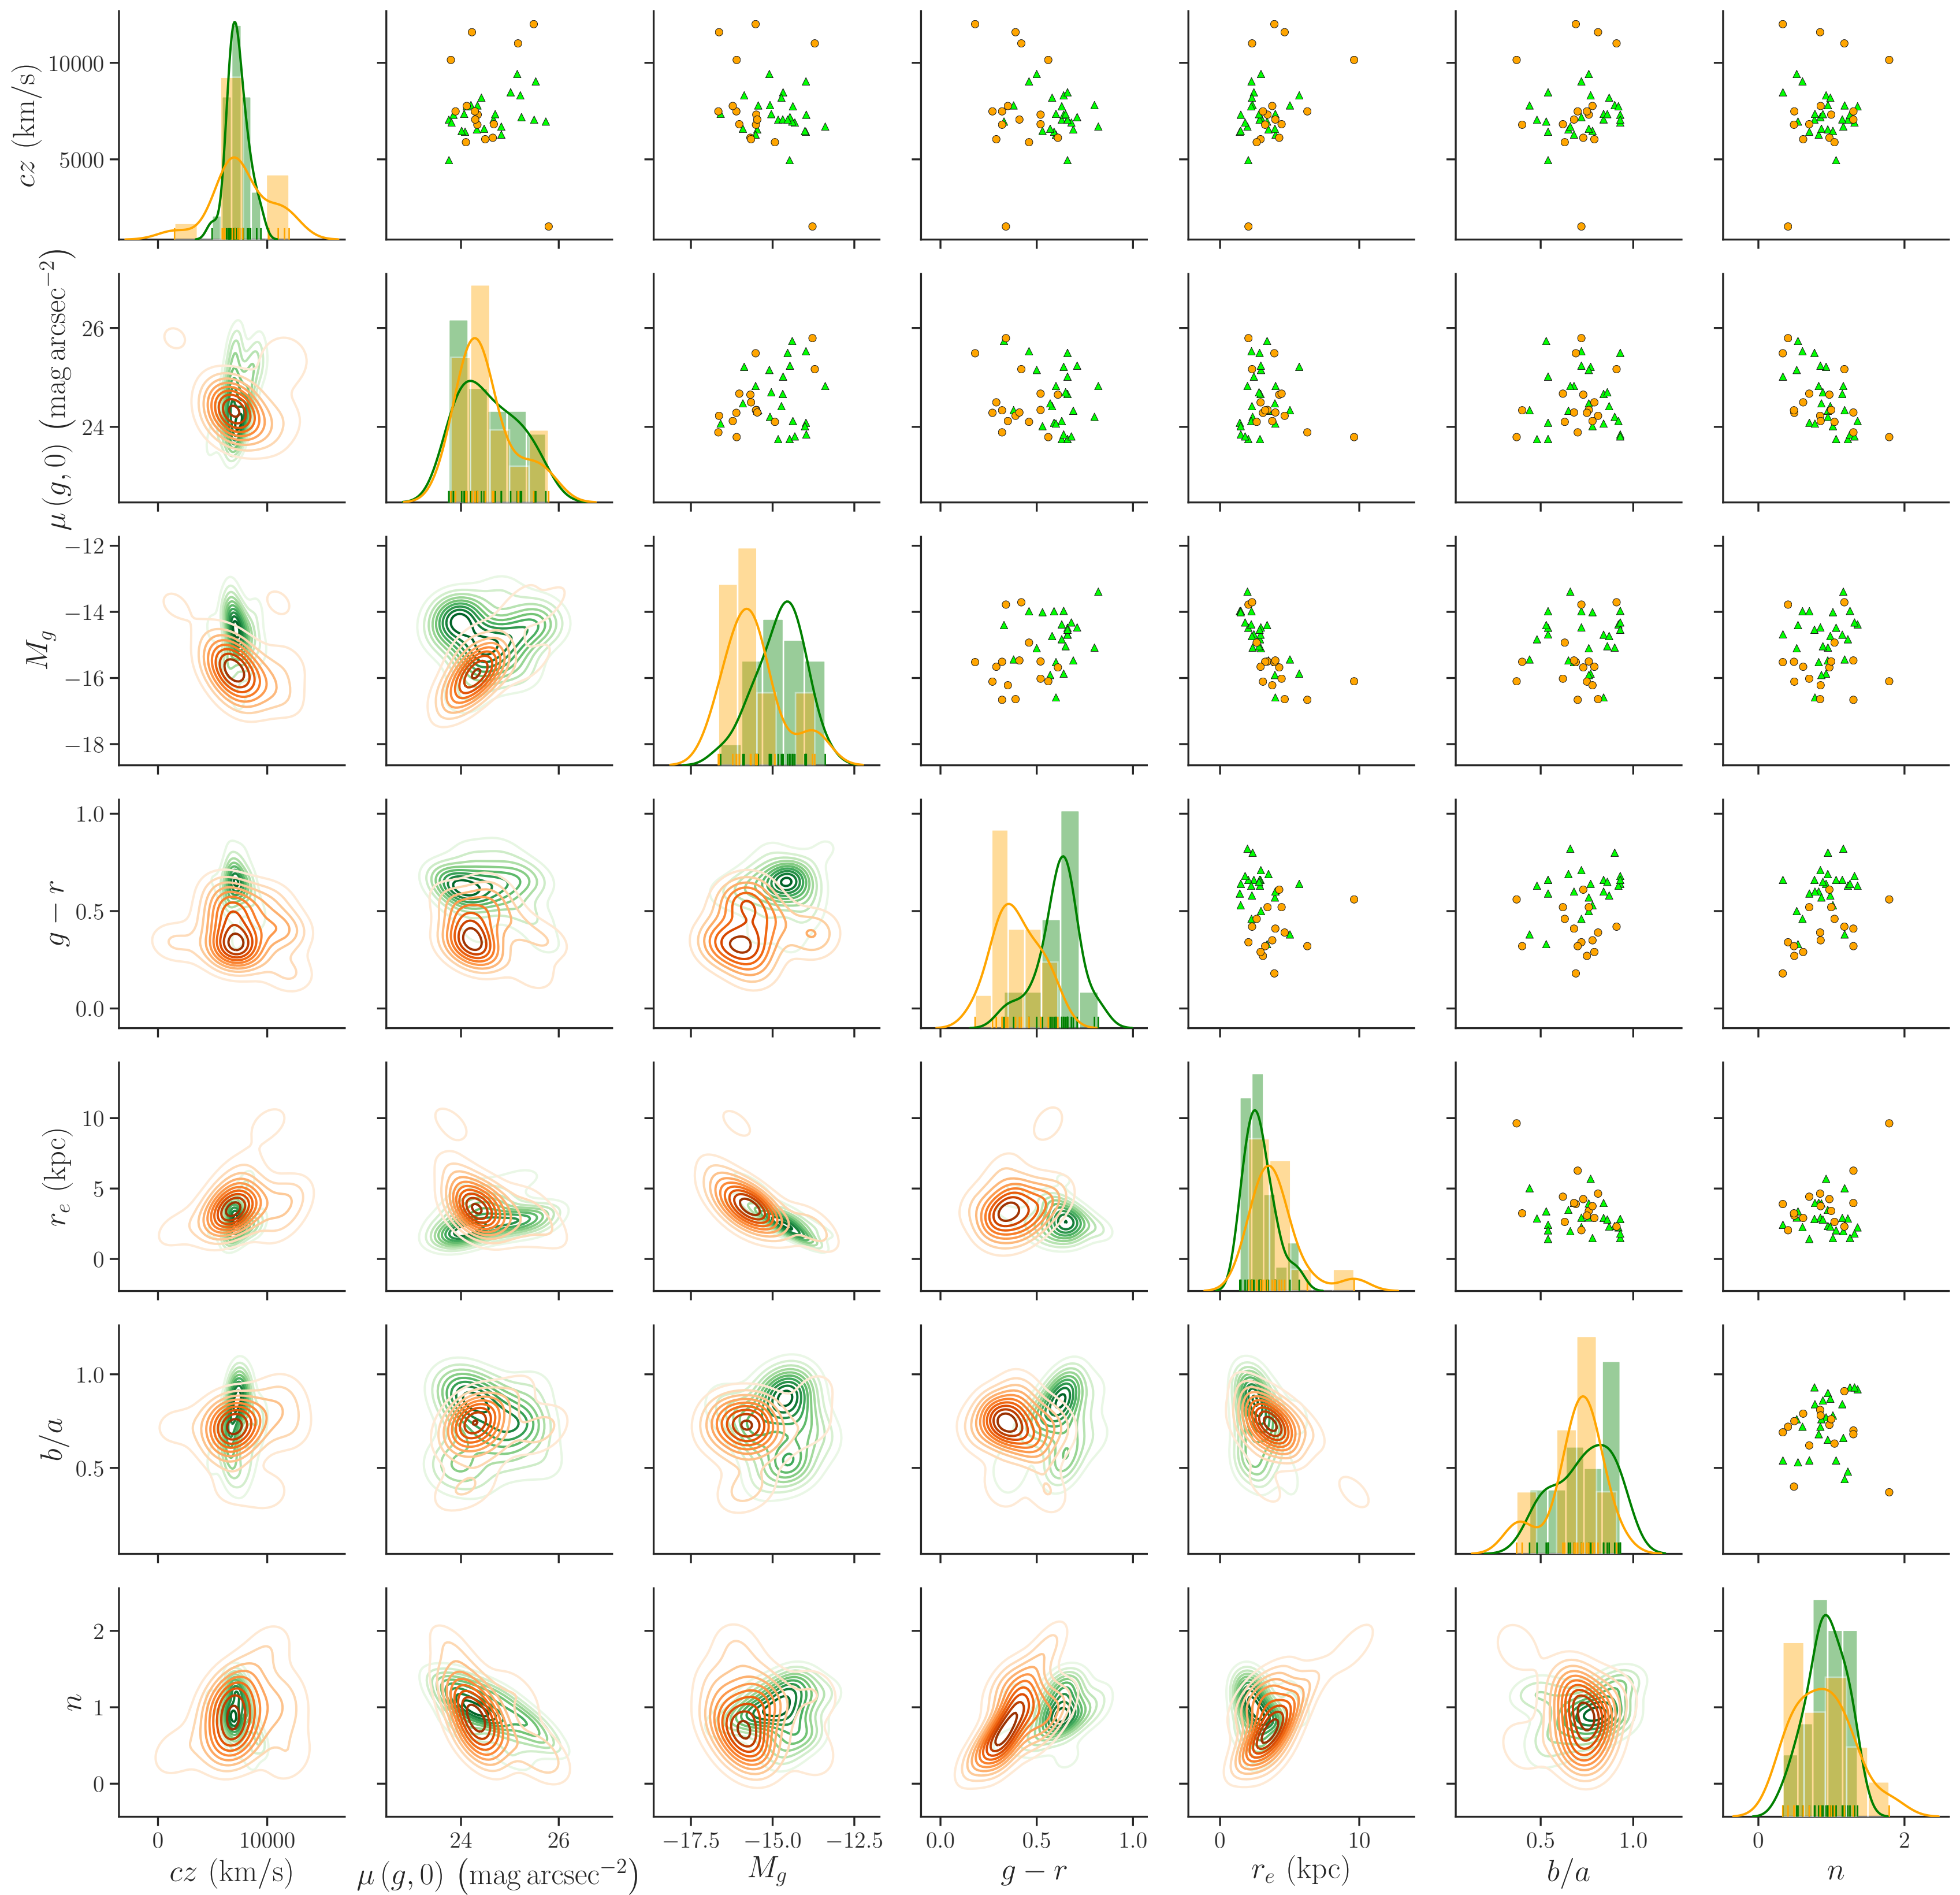 10000
5000
cz (km/s)
26
24
μ (g, 0) (mag arcsec⁻²)
−12
−14
−16
−18
M_g
1.0
0.5
0.0
g − r
10
5
0
r_e (kpc)
1.0
0.5
b/a
2
1
0
n
0 10000
24 26
−17.5 −15.0 −12.5
0.0 0.5 1.0
0 10
0.5 1.0
0 2
cz (km/s)
μ (g, 0) (mag arcsec⁻²)
M_g
g − r
r_e (kpc)
b/a
n